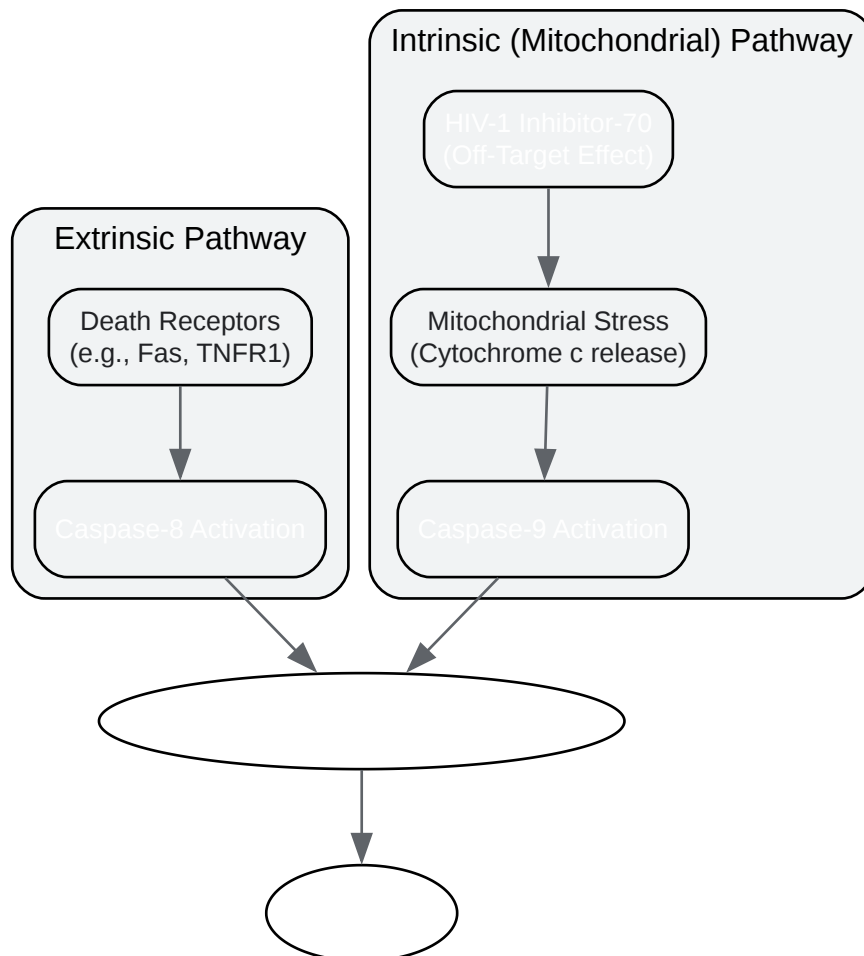 Intrinsic (Mitochondrial) Pathway
HIV-1 Inhibitor-70
(Off-Target Effect)
Extrinsic Pathway
Death Receptors
(e.g., Fas, TNFR1)
Mitochondrial Stress
(Cytochrome c release)
Caspase-8 Activation
Caspase-9 Activation